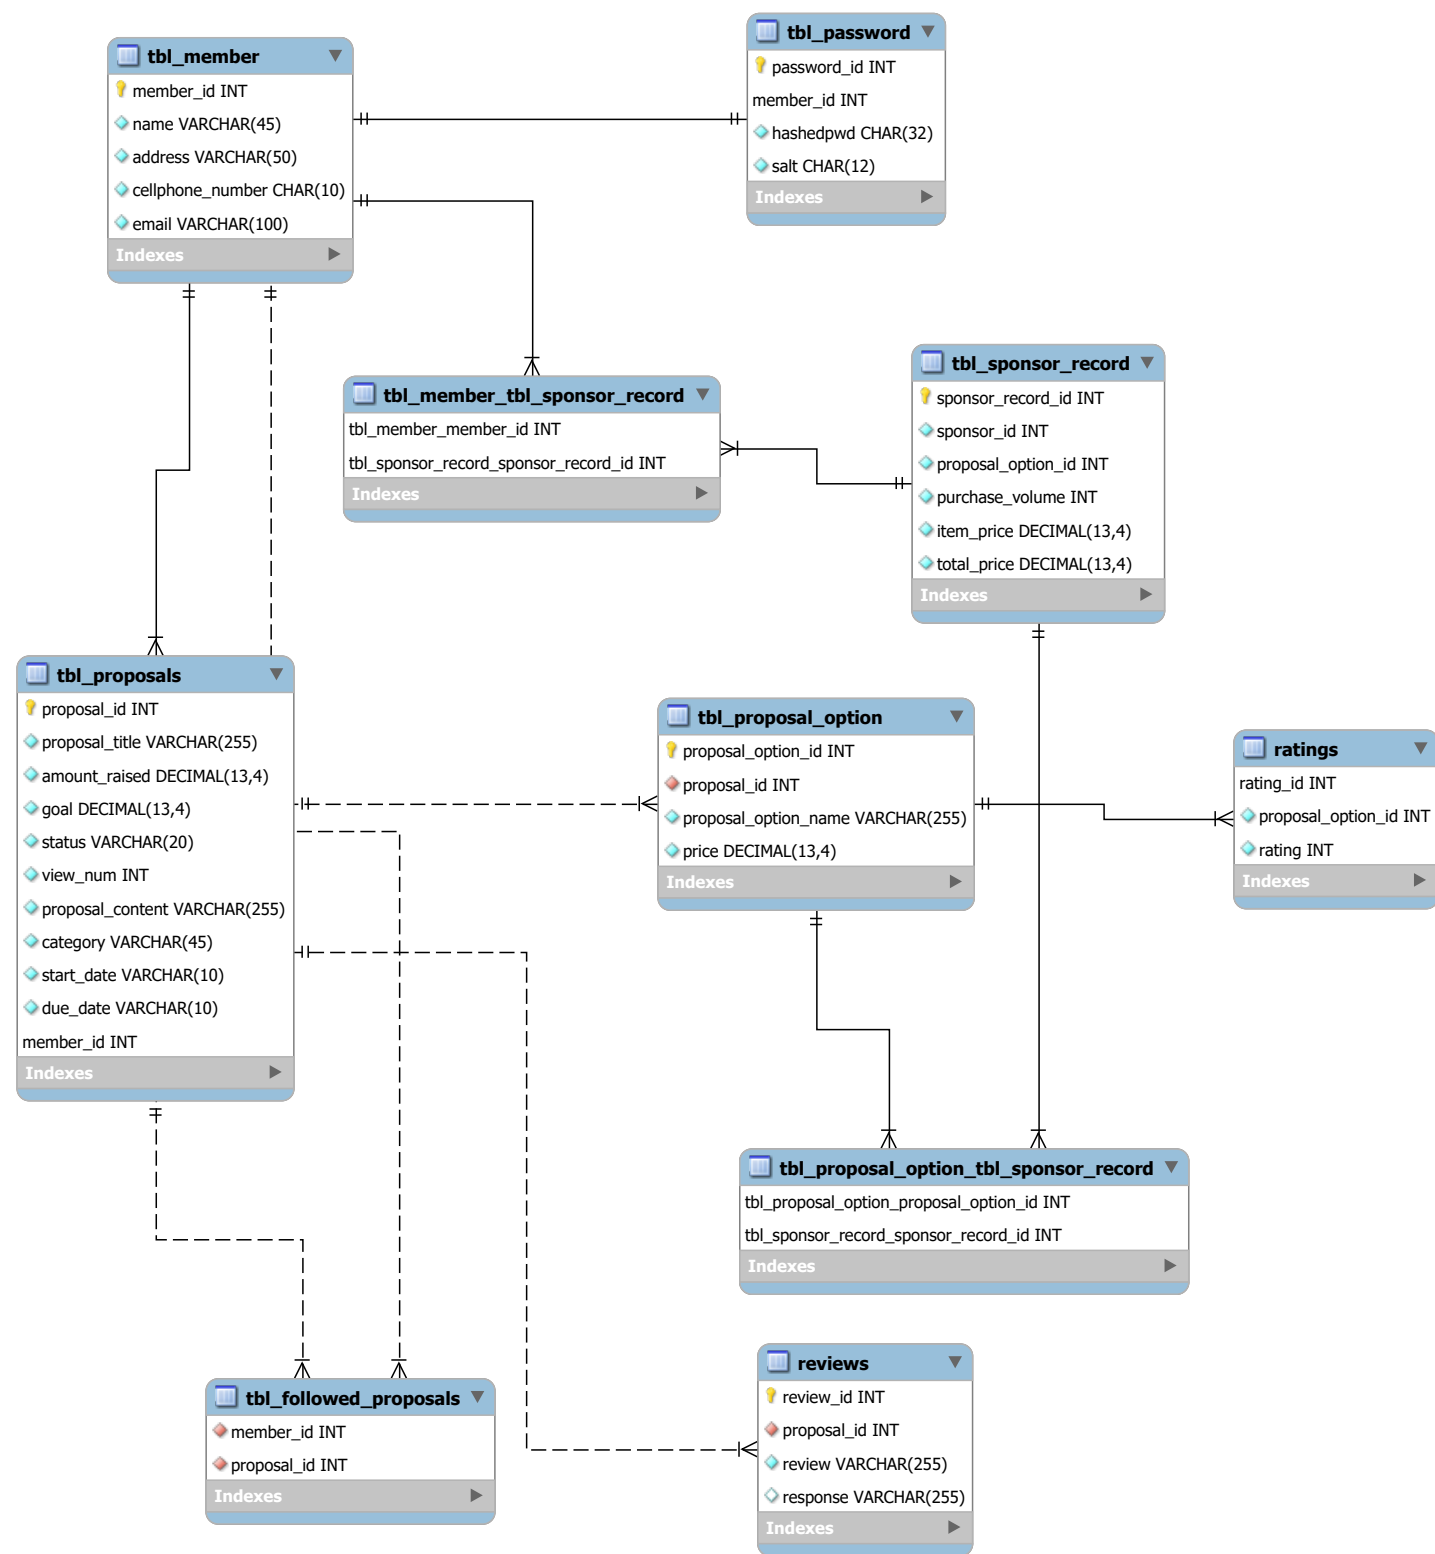 tbl_member
member_id INT
name VARCHAR(45)
address VARCHAR(50)
cellphone_number CHAR(10)
email VARCHAR(100)
Indexes
tbl_password
password_id INT
member_id INT
hashedpwd CHAR(32)
salt CHAR(12)
Indexes
tbl_member_tbl_sponsor_record
tbl_member_member_id INT
tbl_sponsor_record_sponsor_record_id INT
Indexes
tbl_sponsor_record
sponsor_record_id INT
sponsor_id INT
proposal_option_id INT
purchase_volume INT
item_price DECIMAL(13,4)
total_price DECIMAL(13,4)
Indexes
tbl_proposals
proposal_id INT
proposal_title VARCHAR(255)
amount_raised DECIMAL(13,4)
goal DECIMAL(13,4)
status VARCHAR(20)
view_num INT
proposal_content VARCHAR(255)
category VARCHAR(45)
start_date VARCHAR(10)
due_date VARCHAR(10)
member_id INT
Indexes
tbl_proposal_option
proposal_option_id INT
proposal_id INT
proposal_option_name VARCHAR(255)
price DECIMAL(13,4)
Indexes
ratings
rating_id INT
proposal_option_id INT
rating INT
Indexes
tbl_proposal_option_tbl_sponsor_record
tbl_proposal_option_proposal_option_id INT
tbl_sponsor_record_sponsor_record_id INT
Indexes
tbl_followed_proposals
member_id INT
proposal_id INT
Indexes
reviews
review_id INT
proposal_id INT
review VARCHAR(255)
response VARCHAR(255)
Indexes